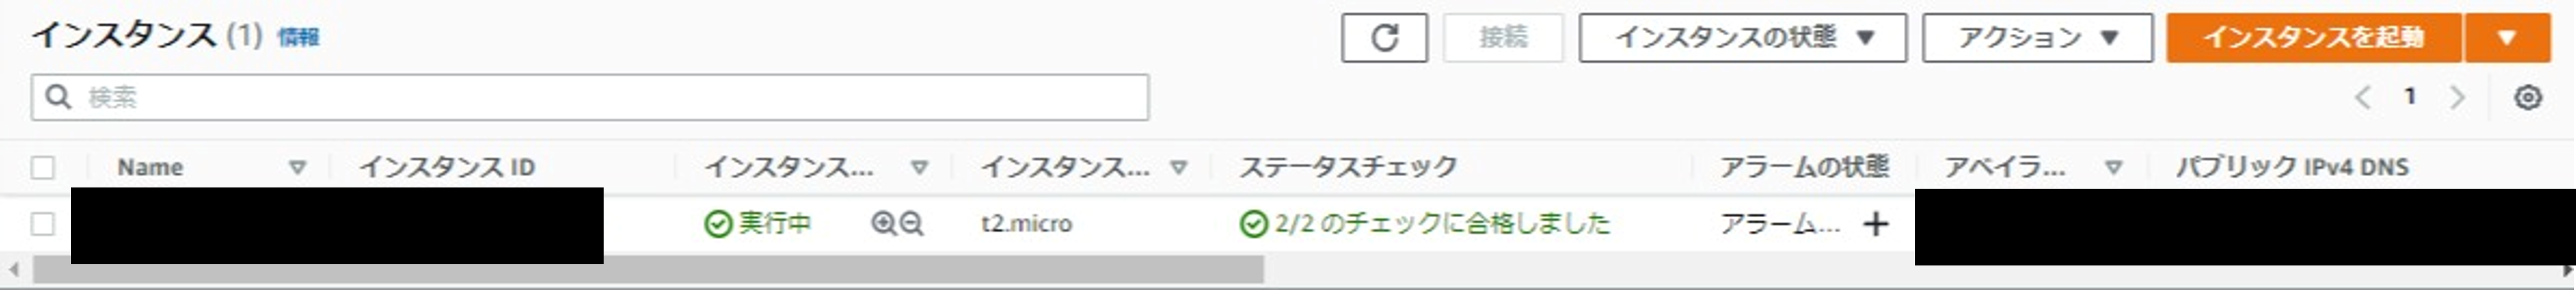 インスタンス (1) 情報
接続
インスタンスの状態 ▼
アクション ▼
インスタンスを起動 ▼
検索
1
Name
インスタンス ID
インスタンス...
インスタンス...
ステータスチェック
アラームの状態
アベイラ...
パブリック IPv4 DNS
実行中
t2.micro
2/2 のチェックに合格しました
アラーム... +